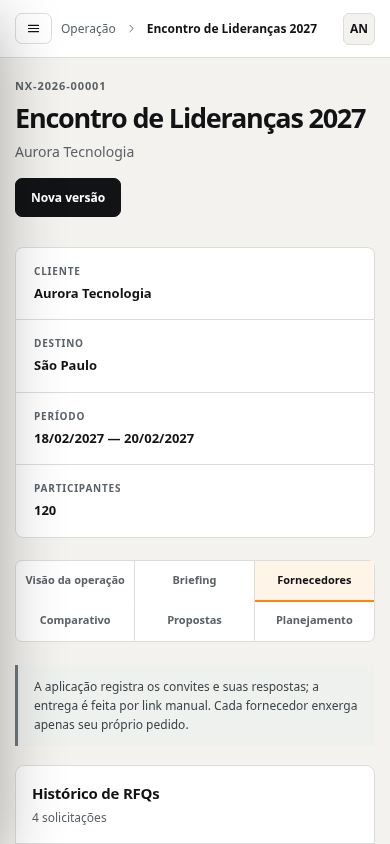 Operação > Encontro de Lideranças 2027 AN
NX-2026-00001
Encontro de Lideranças 2027
Aurora Tecnologia
Nova versão
CLIENTE
Aurora Tecnologia
DESTINO
São Paulo
PERÍODO
18/02/2027 — 20/02/2027
PARTICIPANTES
120
Visão da operação Briefing Fornecedores
Comparativo Propostas Planejamento
A aplicação registra os convites e suas respostas; a
entrega é feita por link manual. Cada fornecedor enxerga
apenas seu próprio pedido.
Histórico de RFQs
4 solicitações